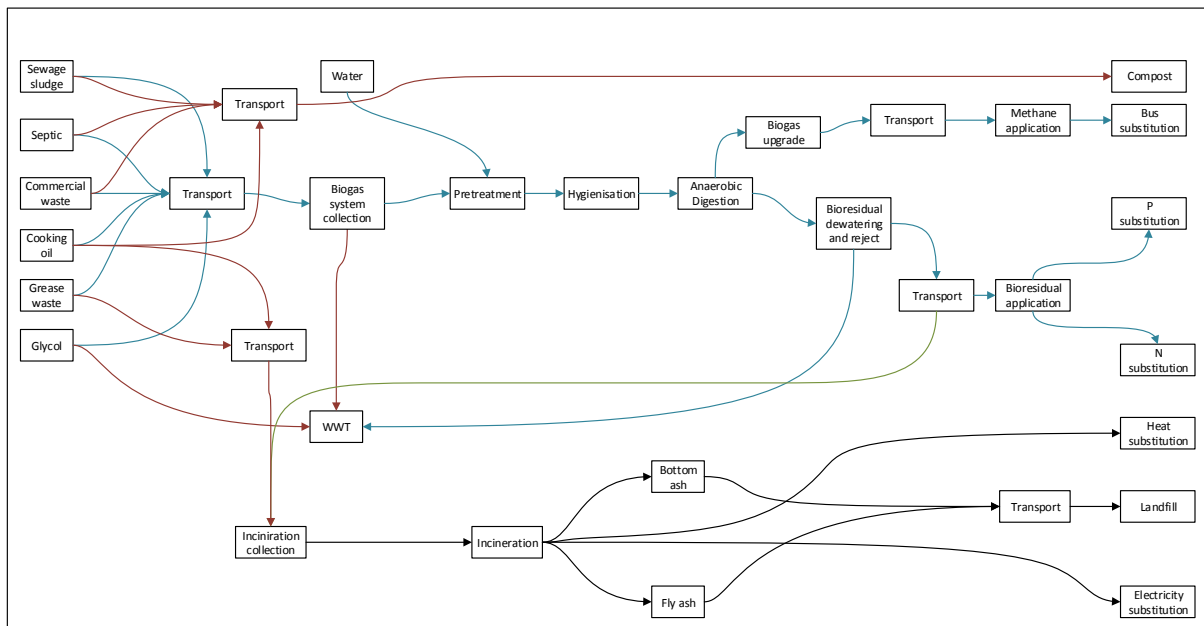 Sewage
sludge
Water
Compost
Transport
Methane
application
Bus
substitution
Transport
Biogas
upgrade
Septic
Commercial
waste
Transport
Biogas
system
collection
Pretreatment
Hygienisation
Anaerobic
Digestion
Bioresidual
dewatering
and reject
P
substitution
Cooking
oil
Grease
waste
Transport
Bioresidual
application
Glycol
Transport
N
substitution
WWT
Heat
substitution
Bottom
ash
Transport
Landfill
Inciniration
collection
Incineration
Fly ash
Electricity
substitution